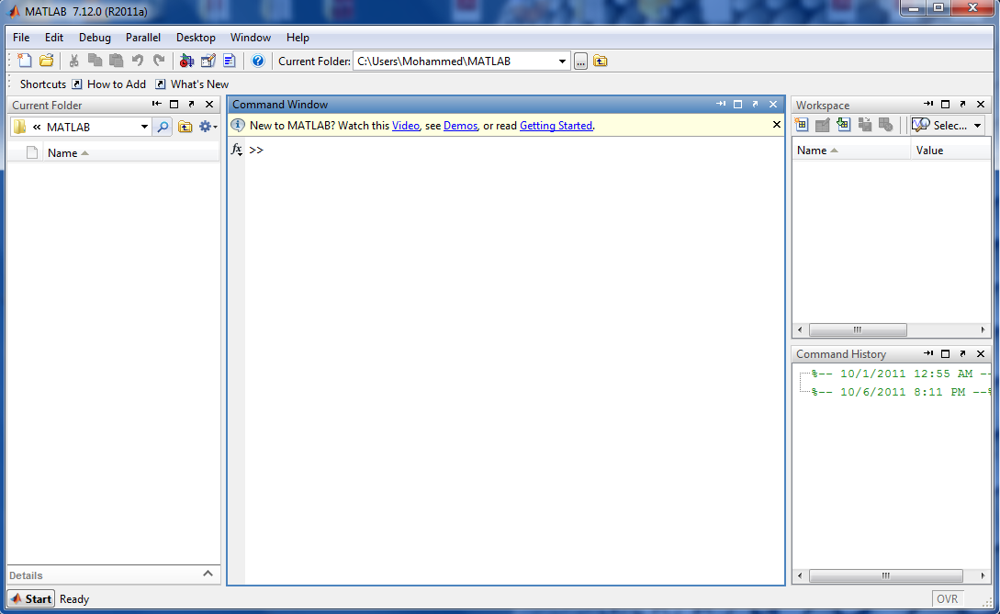 MATLAB 7.12.0 (R2011a)
File Edit Debug Parallel Desktop Window Help
Current Folder: C:\Users\Mohammed\MATLAB ...
Shortcuts How to Add What's New
Current Folder
« MATLAB
Name
Details
Command Window
New to MATLAB? Watch this Video, see Demos, or read Getting Started.
fx >>
Workspace
Selec...
Name Value
Command History
%-- 10/1/2011 12:55 AM --
%-- 10/6/2011 8:11 PM --%
Start Ready
OVR